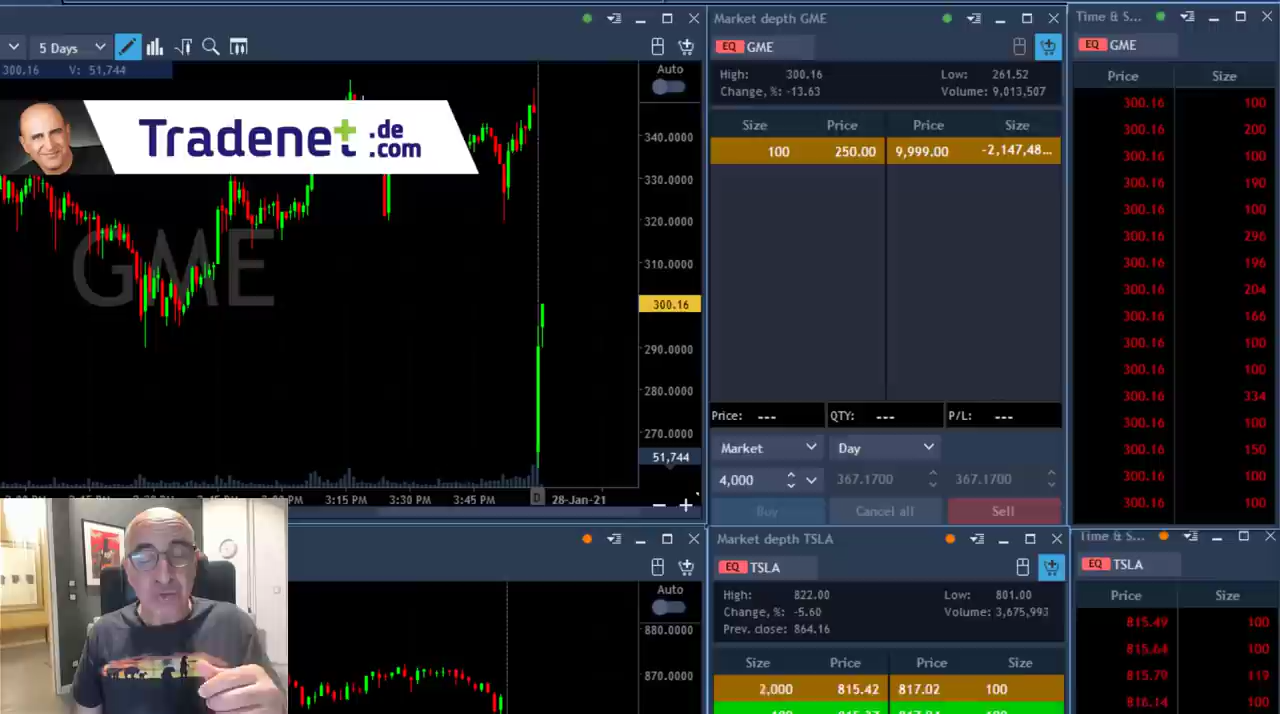 5 Days
300.16 V: 51,744
Tradenet .de
.com
GME
Auto
340.0000
330.0000
320.0000
310.0000
300.16
290.0000
280.0000
270.0000
51,744
3:15 PM 3:30 PM 3:45 PM D 28-Jan-21
Market depth GME
EQ GME
High: 300.16 Low: 261.52
Change, %: -13.63 Volume: 9,013,507
Size Price Price Size
100 250.00 9,999.00 -2,147,48...
Price: --- QTY: --- P/L: ---
Market Day
4,000 367.1700 367.1700
Buy Cancel all Sell
Time & S...
EQ GME
Price Size
300.16 100
300.16 200
300.16 100
300.16 190
300.16 100
300.16 296
300.16 196
300.16 204
300.16 166
300.16 100
300.16 100
300.16 334
300.16 100
300.16 150
300.16 100
300.16 100
Auto
880.0000
870.0000
Market depth TSLA
EQ TSLA
High: 822.00 Low: 801.00
Change, %: -5.60 Volume: 3,675,993
Prev. close: 864.16
Size Price Price Size
2,000 815.42 817.02 100
Time & S...
EQ TSLA
Price Size
815.49 100
815.64 100
815.79 119
816.14 100